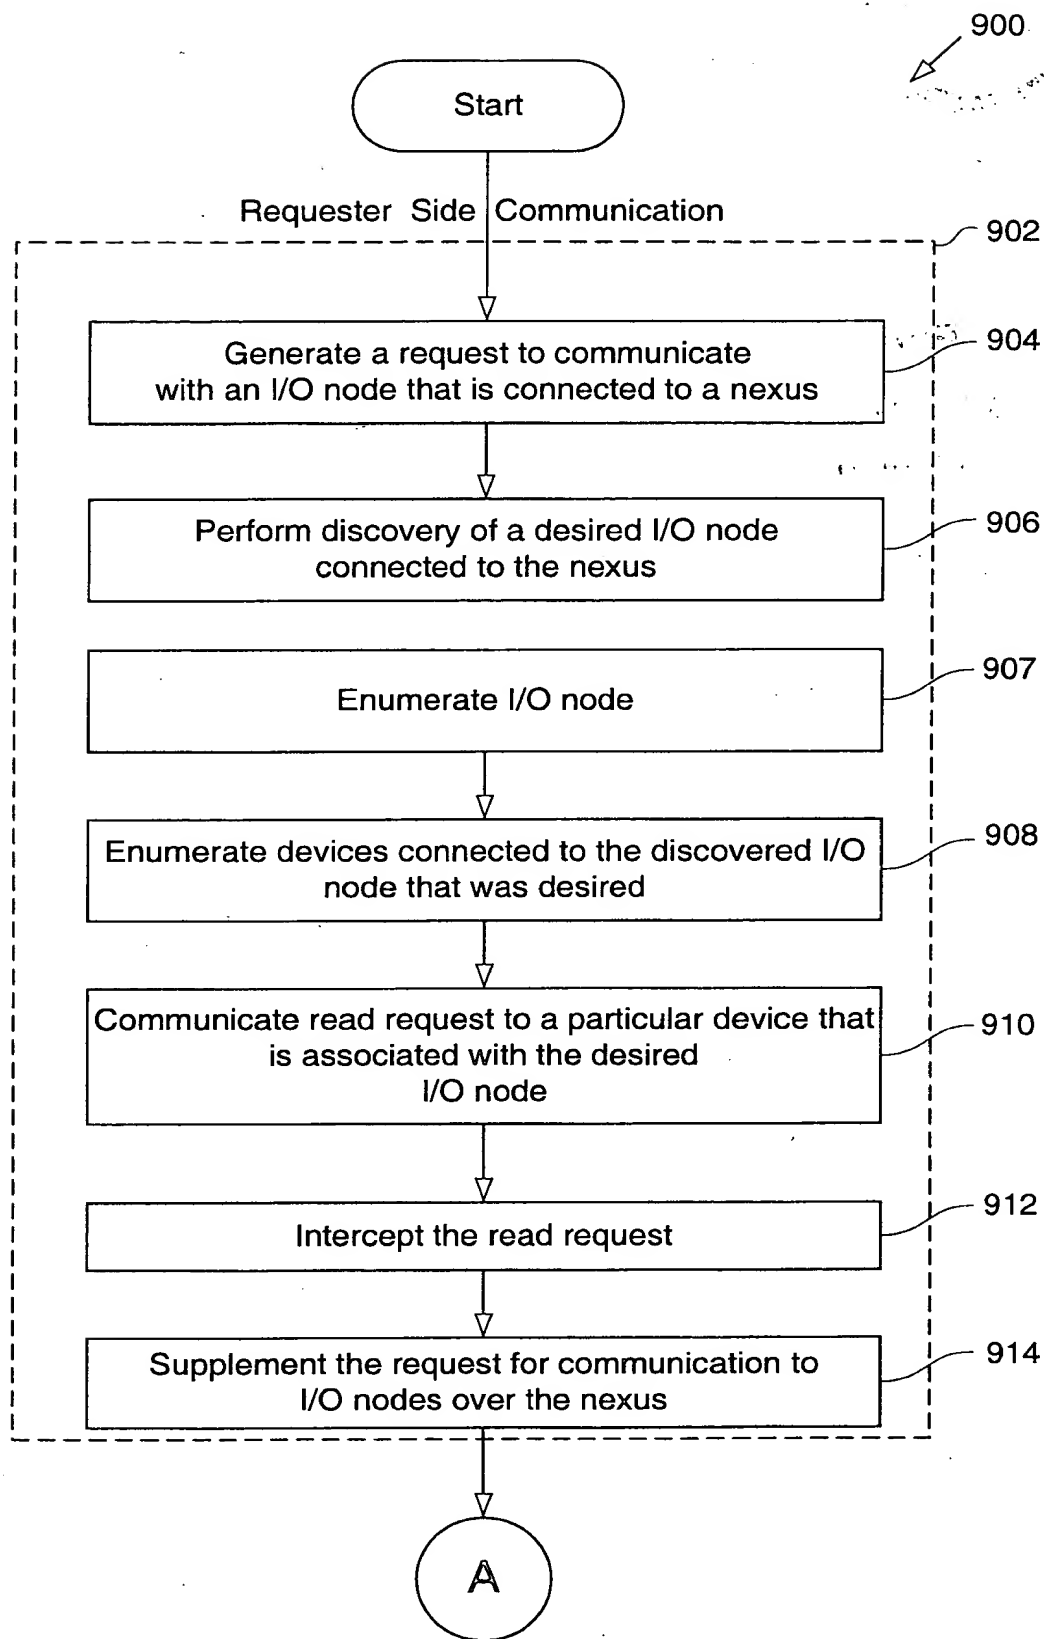 900
Start
Requester Side Communication
902
Generate a request to communicate
with an I/O node that is connected to a nexus
904
Perform discovery of a desired I/O node
connected to the nexus
906
Enumerate I/O node
907
Enumerate devices connected to the discovered I/O
node that was desired
908
Communicate read request to a particular device that
is associated with the desired
I/O node
910
Intercept the read request
912
Supplement the request for communication to
I/O nodes over the nexus
914
A